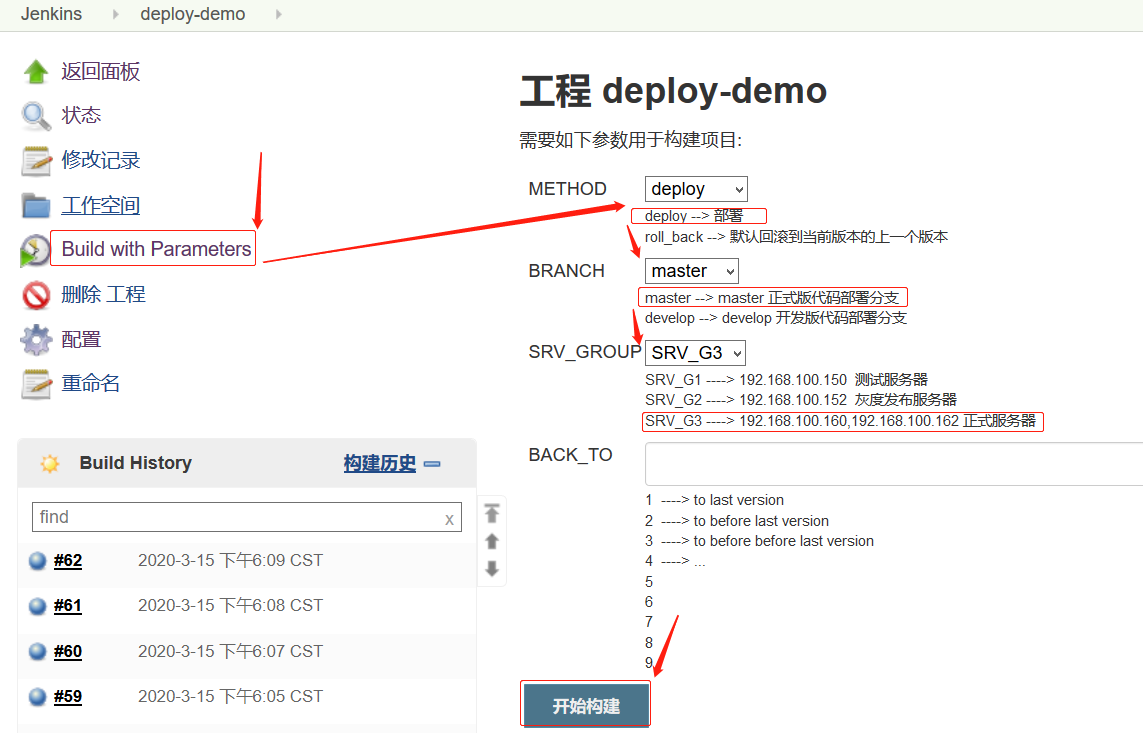 Jenkins deploy-demo
返回面板
状态
修改记录
工作空间
Build with Parameters
删除 工程
配置
重命名
Build History 构建历史
find x
#62 2020-3-15 下午6:09 CST
#61 2020-3-15 下午6:08 CST
#60 2020-3-15 下午6:07 CST
#59 2020-3-15 下午6:05 CST
工程 deploy-demo
需要如下参数用于构建项目:
METHOD deploy
deploy --> 部署
roll_back --> 默认回滚到当前版本的上一个版本
BRANCH master
master --> master 正式版代码部署分支
develop --> develop 开发版代码部署分支
SRV_GROUP SRV_G3
SRV_G1 ----> 192.168.100.150 测试服务器
SRV_G2 ----> 192.168.100.152 灰度发布服务器
SRV_G3 ----> 192.168.100.160,192.168.100.162 正式服务器
BACK_TO
1 ----> to last version
2 ----> to before last version
3 ----> to before before last version
4 ----> ...
5
6
7
8
9
开始构建